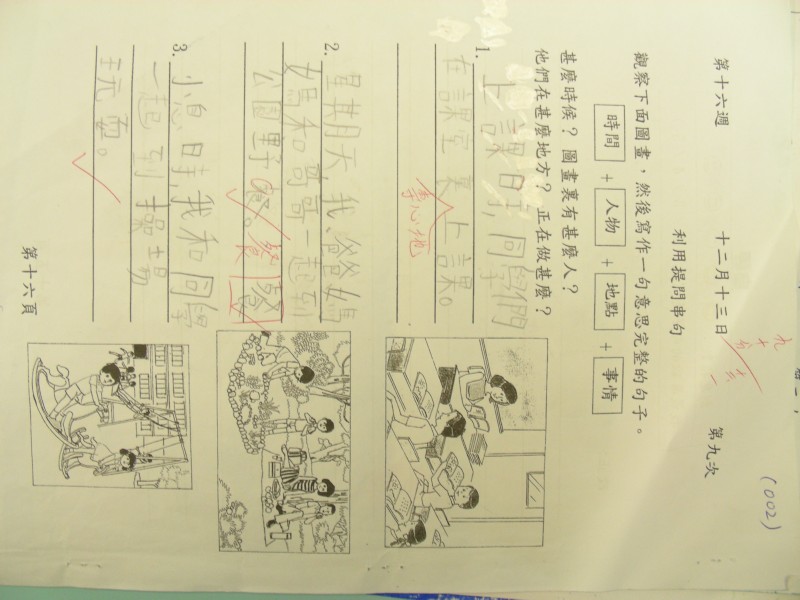 (002)
第十六週 十二月十三日 第九次
利用提問串句
觀察下面圖畫，然後寫作一句意思完整的句子。
時間 + 人物 + 地點 + 事情
甚麼時候？圖畫裏有甚麼人？
他們在甚麼地方？正在做甚麼？
1. 上課時,同學們
在課室裏上課。
專心地
2. 星期天我、爸爸媽
媽和哥哥一起到
公園野餐。
餐
餐
3. 小息時,我和同學
一起到操場
玩耍。
第十六頁